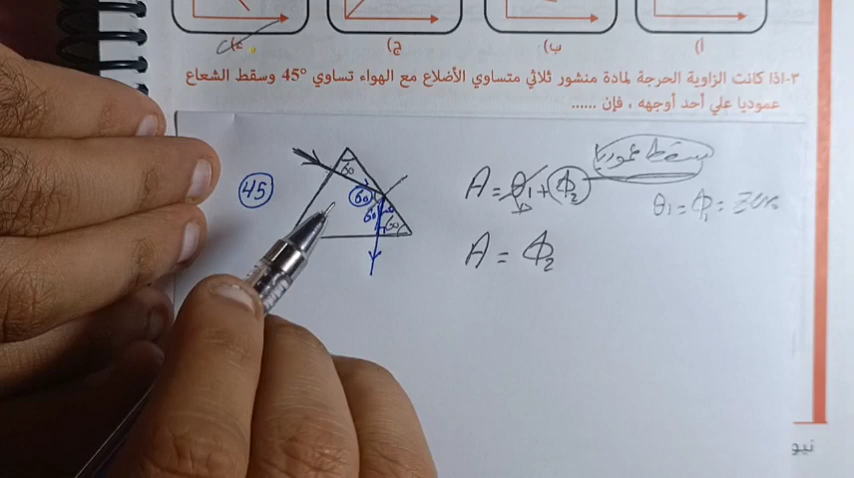 أ) ب) ج) د)
٣-اذا كانت الزاوية الحرجة لمادة منشور ثلاثي متساوي الأضلاع مع الهواء تساوي °45 وسقط الشعاع
عموديا علي أحد أوجهه ، فإن ......
سقط عموديا
45
60
60
60
60
A = θ₁ + ϕ₂
θ₁ = ϕ₁ = Zero
A = ϕ₂
نيو